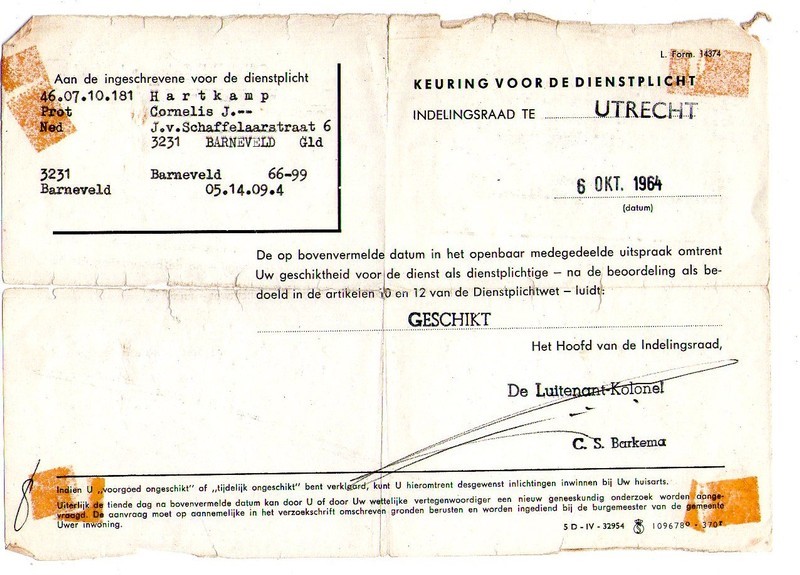 L. Form. 14374
Aan de ingeschrevene voor de dienstplicht
46.07.10.181 Hartkamp
Prot Cornelis J.--
Ned J.v.Schaffelaarstraat 6
3231 BARNEVELD Gld
3231 Barneveld 66-99
Barneveld 05.14.09.4
KEURING VOOR DE DIENSTPLICHT
INDELINGSRAAD TE UTRECHT
6 OKT. 1964
(datum)
De op bovenvermelde datum in het openbaar medegedeelde uitspraak omtrent
Uw geschiktheid voor de dienst als dienstplichtige — na de beoordeling als be-
doeld in de artikelen 10 en 12 van de Dienstplichtwet — luidt:
GESCHIKT
Het Hoofd van de Indelingsraad,
De Luitenant-Kolonel
C. S. Barkema
Indien U „voorgoed ongeschikt" of „tijdelijk ongeschikt" bent verklaard, kunt U hieromtrent desgewenst inlichtingen inwinnen bij Uw huisarts.
Uiterlijk de tiende dag na bovenvermelde datum kan door U of door Uw wettelijke vertegenwoordiger een nieuw geneeskundig onderzoek worden aange-
vraagd. De aanvraag moet op aannemelijke in het verzoekschrift omschreven gronden berusten en worden ingediend bij de burgemeester van de gemeente
Uwer inwoning.
5 D - IV - 32954 109678⁰ - 370⁸